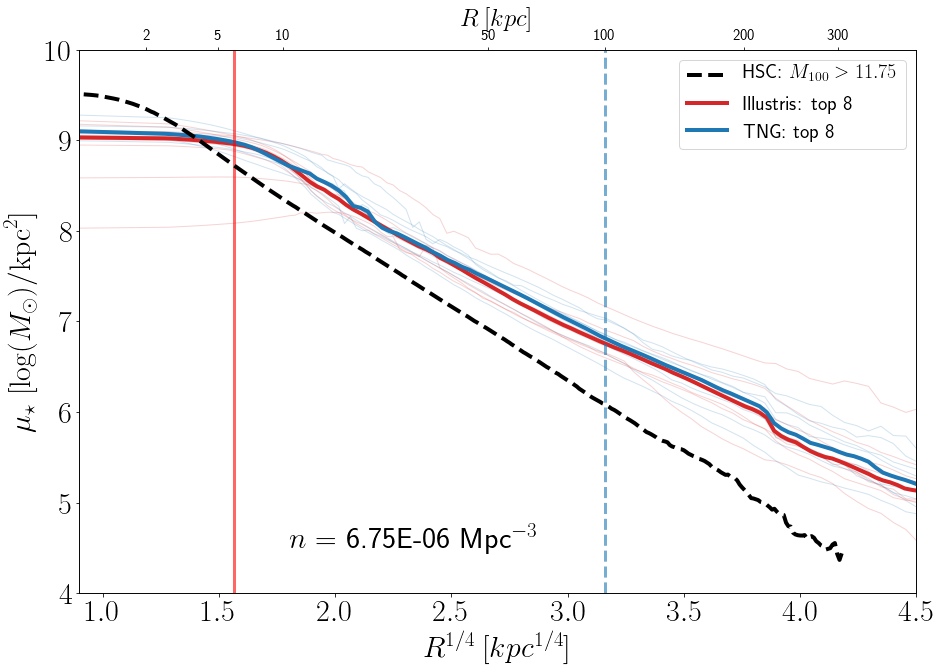 R [kpc]
2 5 10 50 100 200 300
10
9
8
7
6
5
4
μ⋆ [log(M⊙)/kpc²]
HSC: M₁₀₀ > 11.75
Illustris: top 8
TNG: top 8
n = 6.75E-06 Mpc⁻³
1.0 1.5 2.0 2.5 3.0 3.5 4.0 4.5
R^{1/4} [kpc^{1/4}]